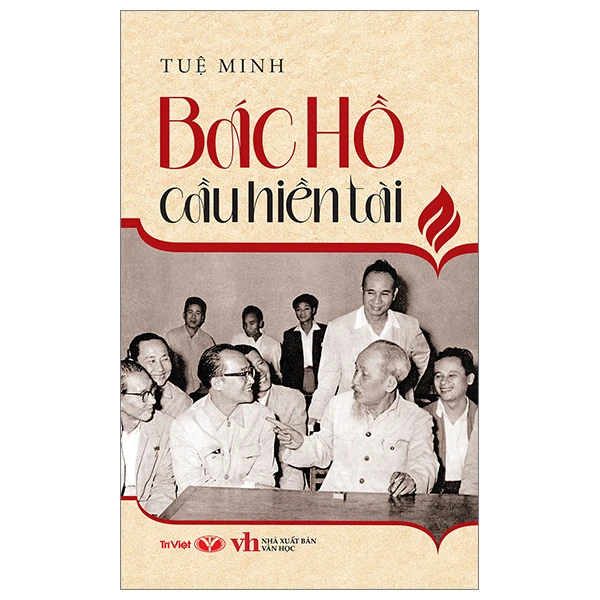 TUỆ MINH
BÁC HỒ
cầu hiền tài
Trí Việt
vh NHÀ XUẤT BẢN
VĂN HỌC